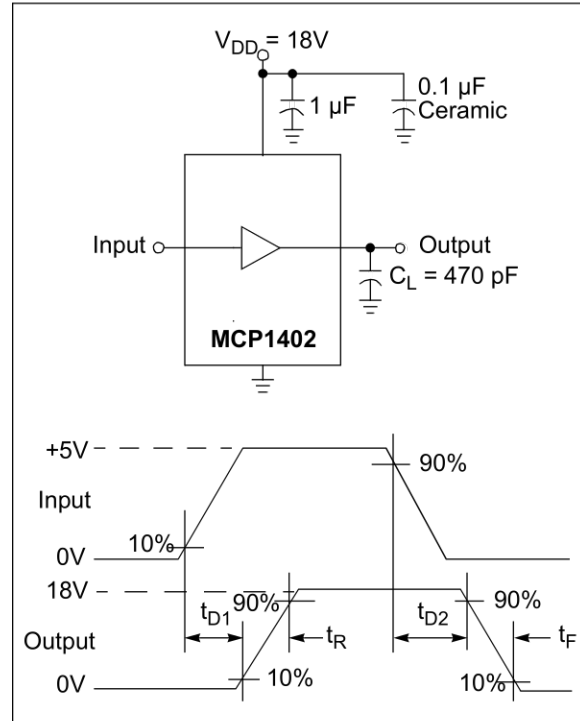 V_DD = 18V
1 µF
0.1 µF
Ceramic
Input
Output
C_L = 470 pF
MCP1402
+5V
90%
Input
10%
0V
18V
90%
t_D1
t_R
t_D2
90%
t_F
Output
10%
10%
0V